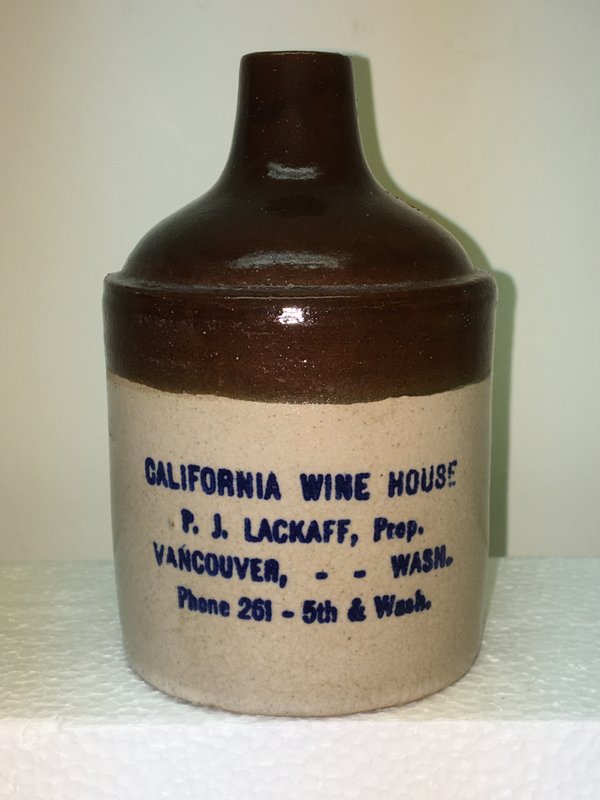 CALIFORNIA WINE HOUSE
P. J. LACKAFF, Prop.
VANCOUVER, - - WASH.
Phone 261 - 5th & Wash.